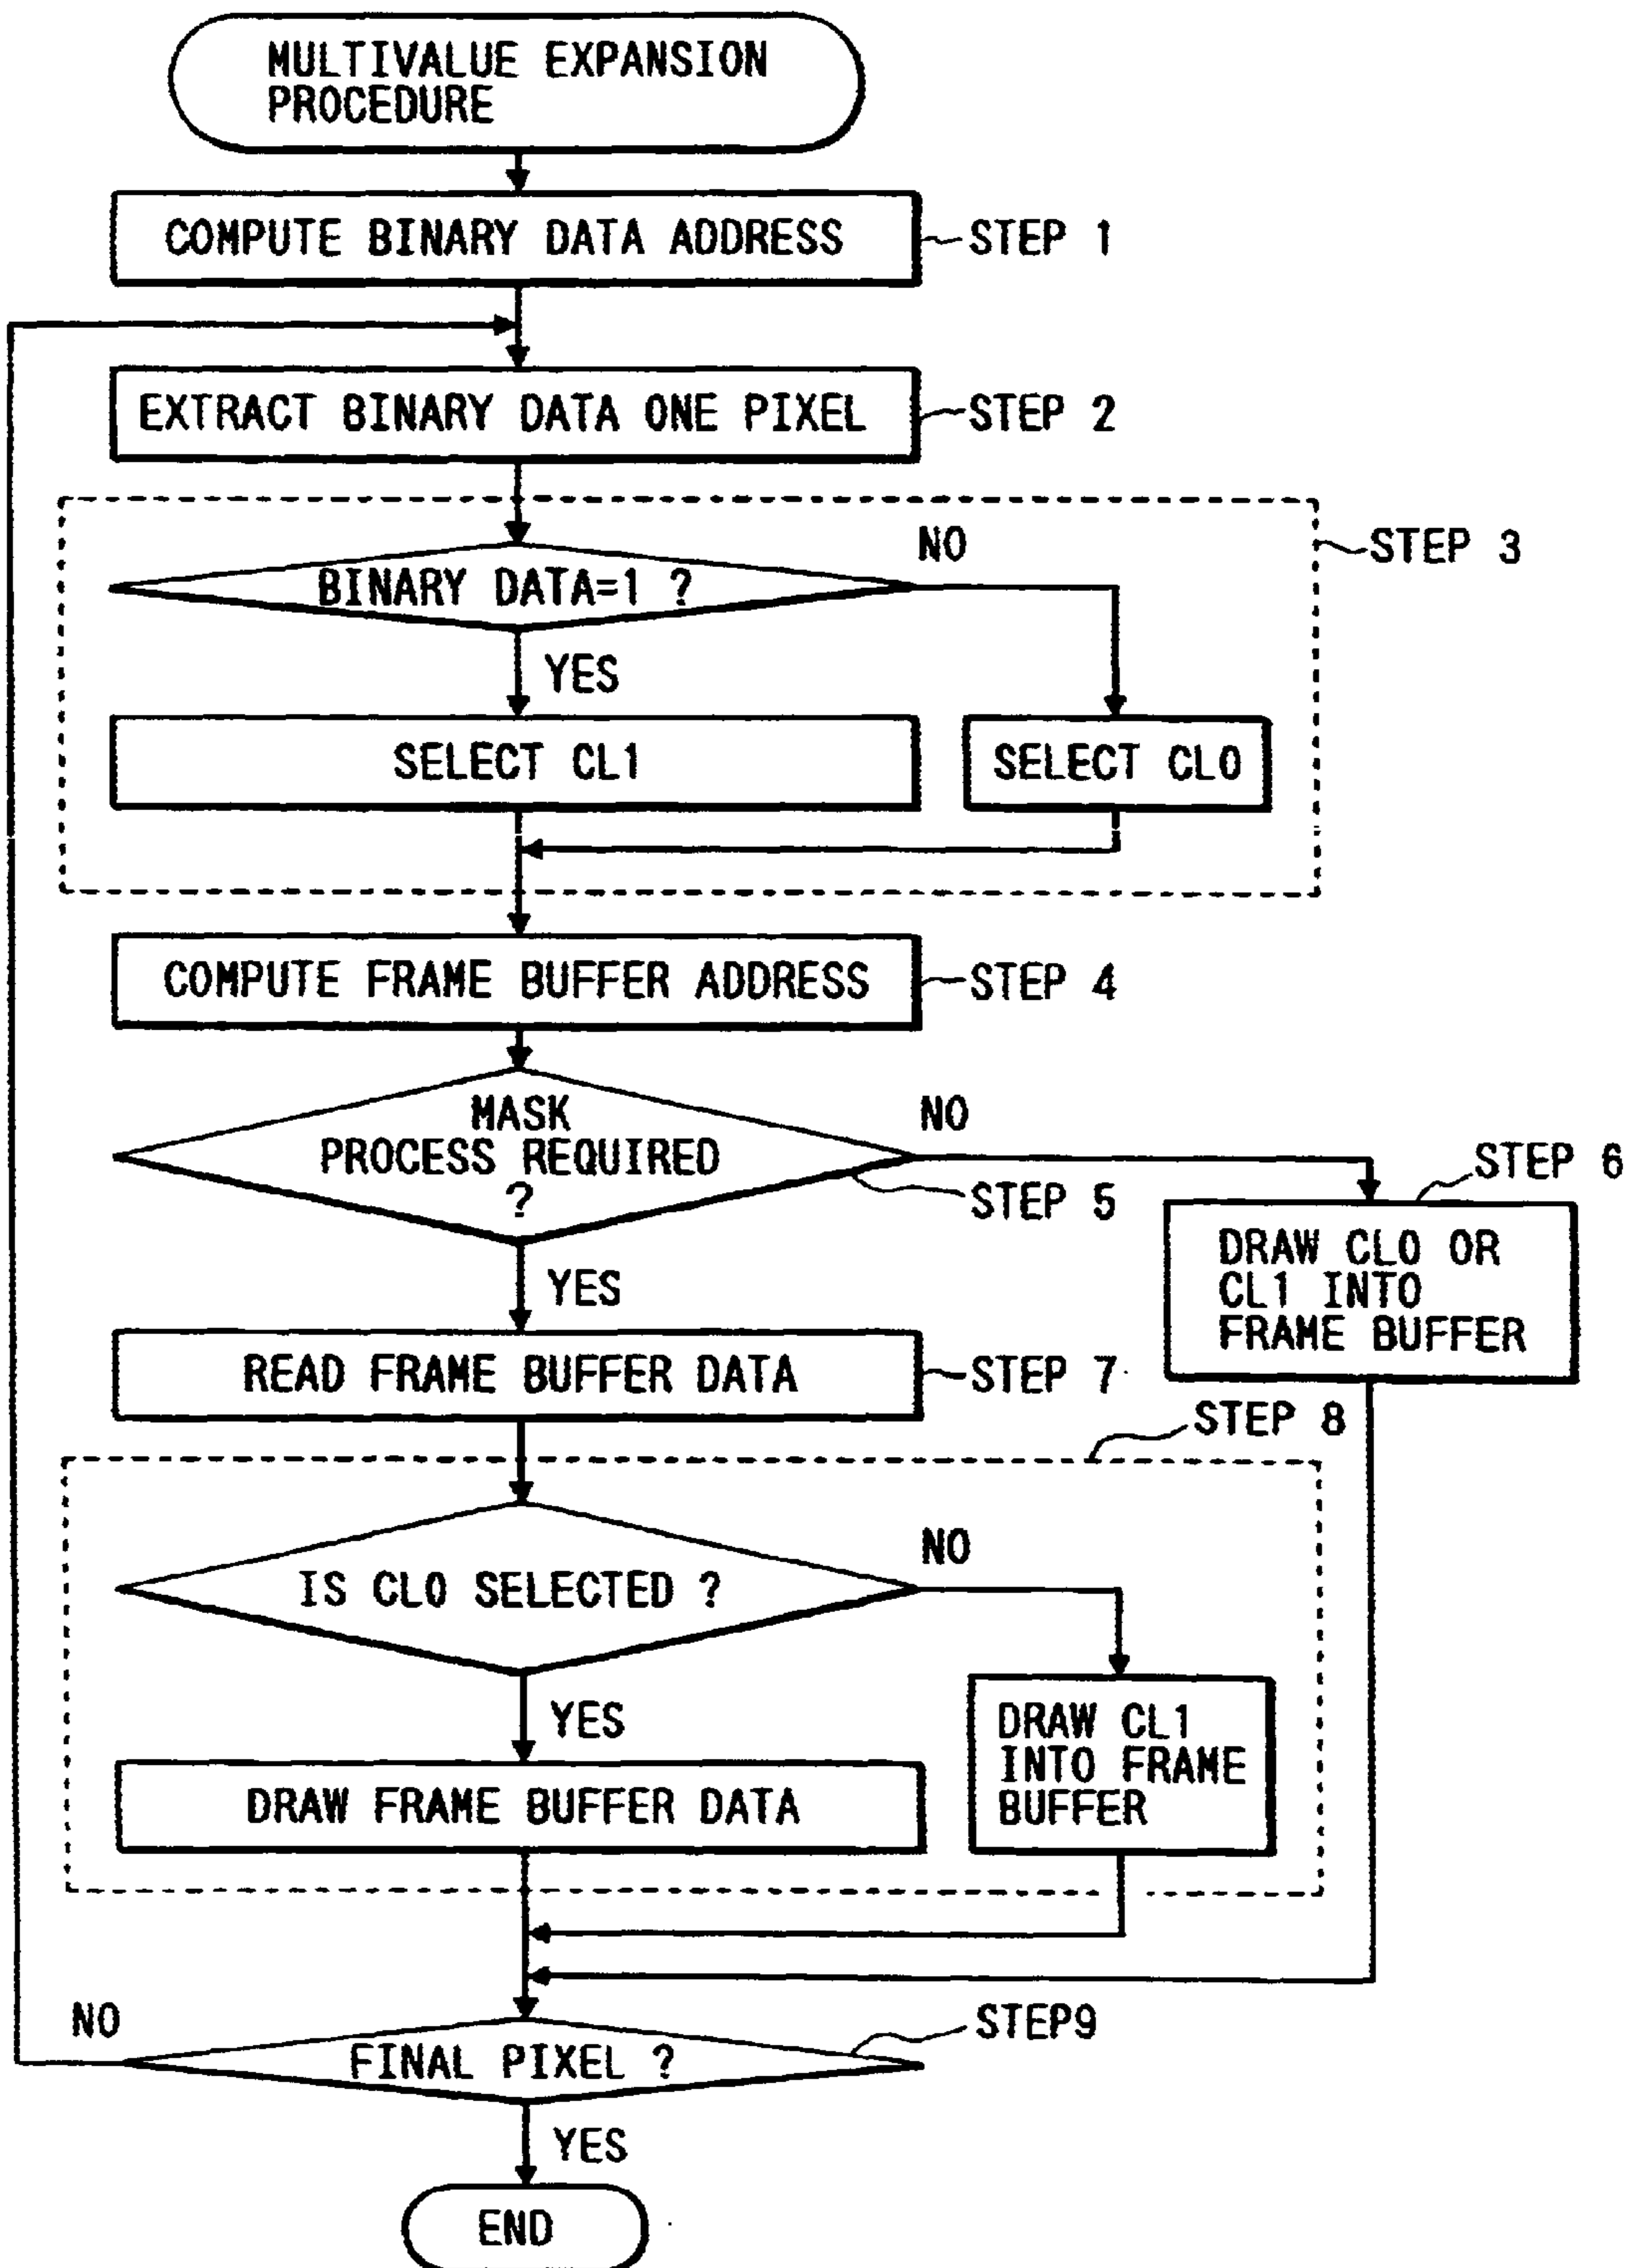 MULTIVALUE EXPANSION
PROCEDURE
COMPUTE BINARY DATA ADDRESS
STEP 1
EXTRACT BINARY DATA ONE PIXEL
STEP 2
NO
STEP 3
BINARY DATA=1 ?
YES
SELECT CL1
SELECT CL0
COMPUTE FRAME BUFFER ADDRESS
STEP 4
MASK
PROCESS REQUIRED
?
NO
STEP 5
STEP 6
DRAW CL0 OR
CL1 INTO
FRAME BUFFER
YES
READ FRAME BUFFER DATA
STEP 7
STEP 8
NO
IS CL0 SELECTED ?
YES
DRAW CL1
INTO FRAME
BUFFER
DRAW FRAME BUFFER DATA
NO
STEP9
FINAL PIXEL ?
YES
END